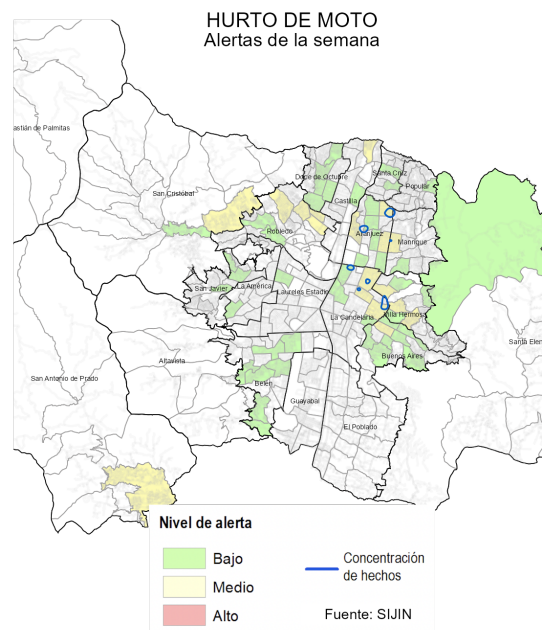 HURTO DE MOTO
Alertas de la semana
astián de Palmitas
San Cristóbal
Doce de Octubre
Santa Cruz
Popular
Castilla
Robledo
Aranjuez
Manrique
San Javier
La América
Laureles Estadio
La Candelaria
Villa Hermosa
Buenos Aires
Santa Elen
Altavista
San Antonio de Prado
Belén
Guayabal
El Poblado
Nivel de alerta
Bajo
Medio
Alto
Concentración
de hechos
Fuente: SIJIN